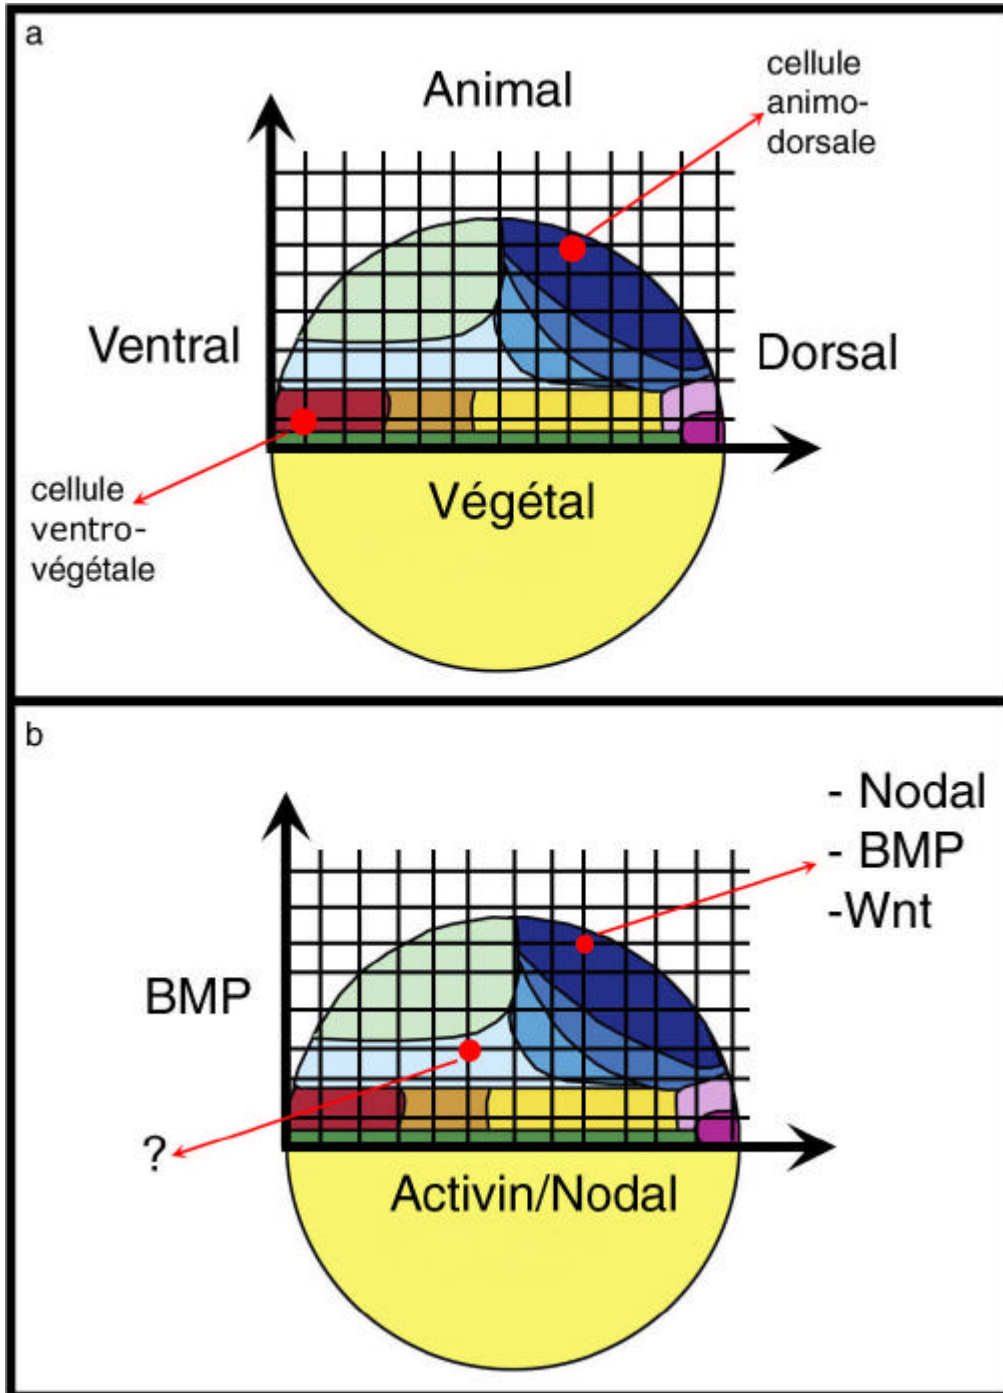 a
Animal
cellule
animo-
dorsale
Ventral
Dorsal
Végétal
cellule
ventro-
végétale
b
- Nodal
- BMP
-Wnt
BMP
?
Activin/Nodal